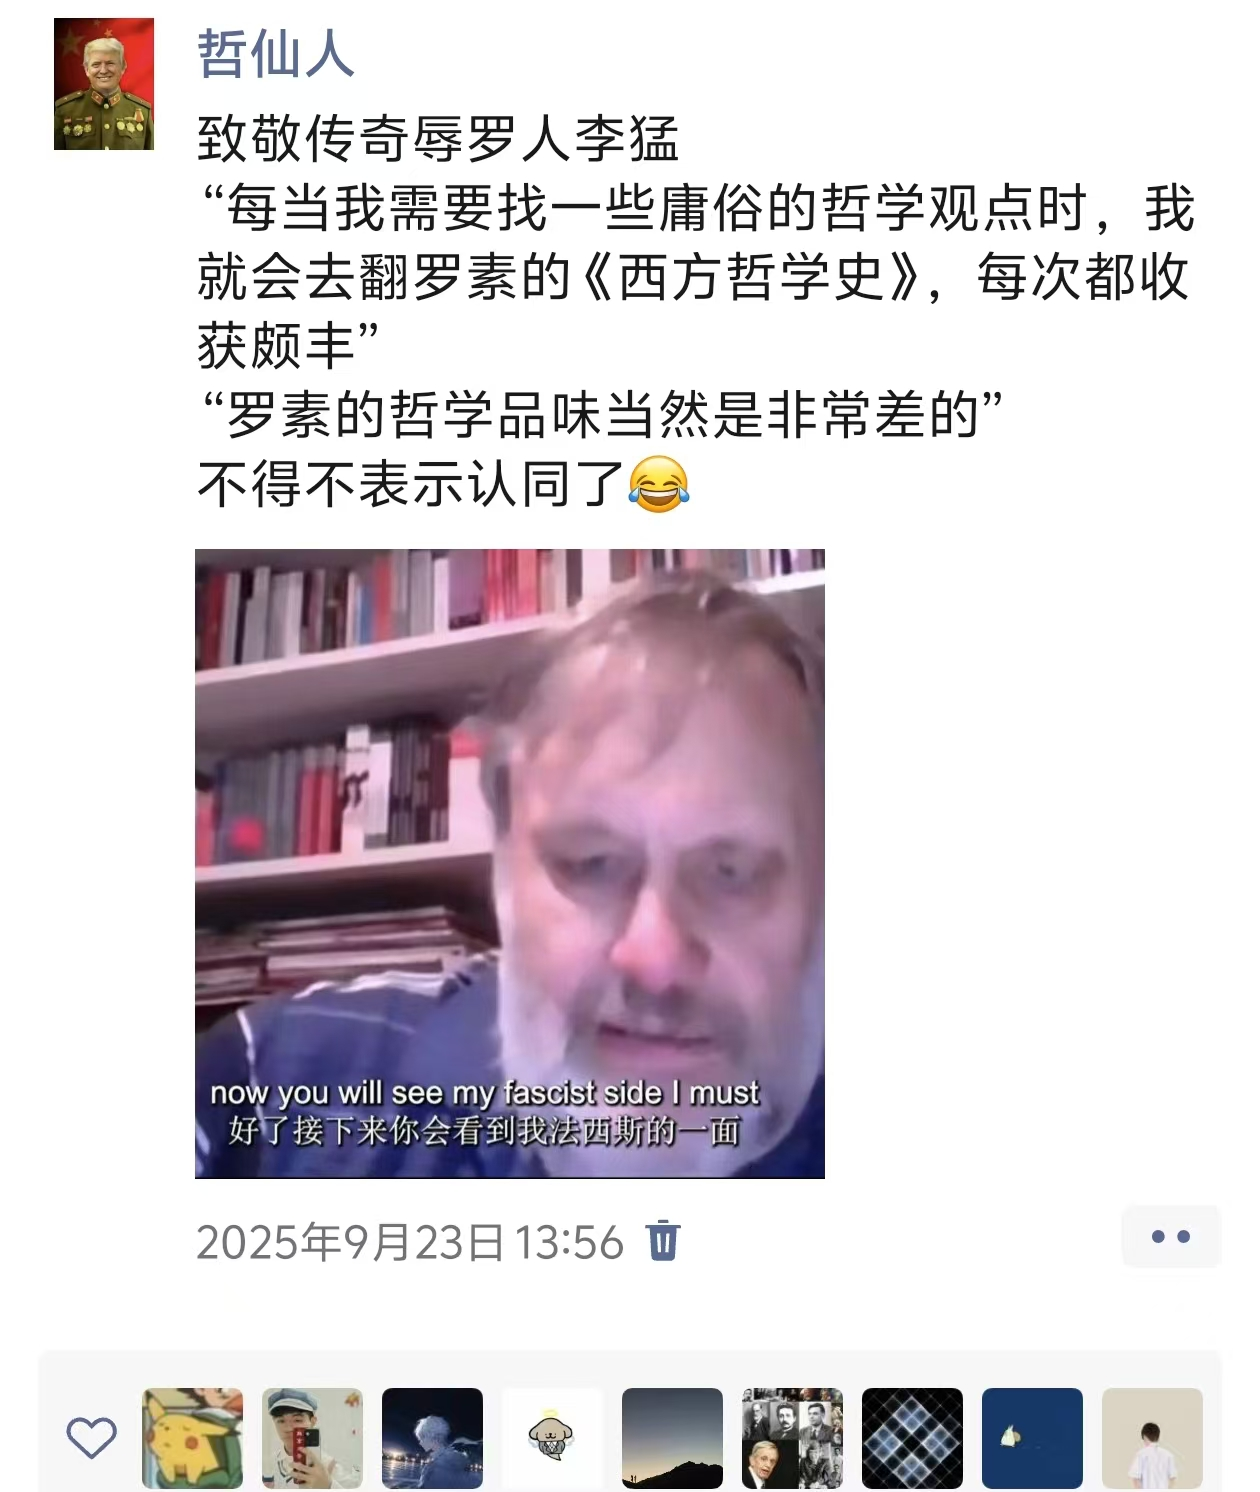 哲仙人
致敬传奇辱罗人李猛
“每当我需要找一些庸俗的哲学观点时，我
就会去翻罗素的《西方哲学史》，每次都收
获颇丰”
“罗素的哲学品味当然是非常差的”
不得不表示认同了😂
now you will see my fascist side I must
好了接下来你会看到我法西斯的一面
2025年9月23日 13:56